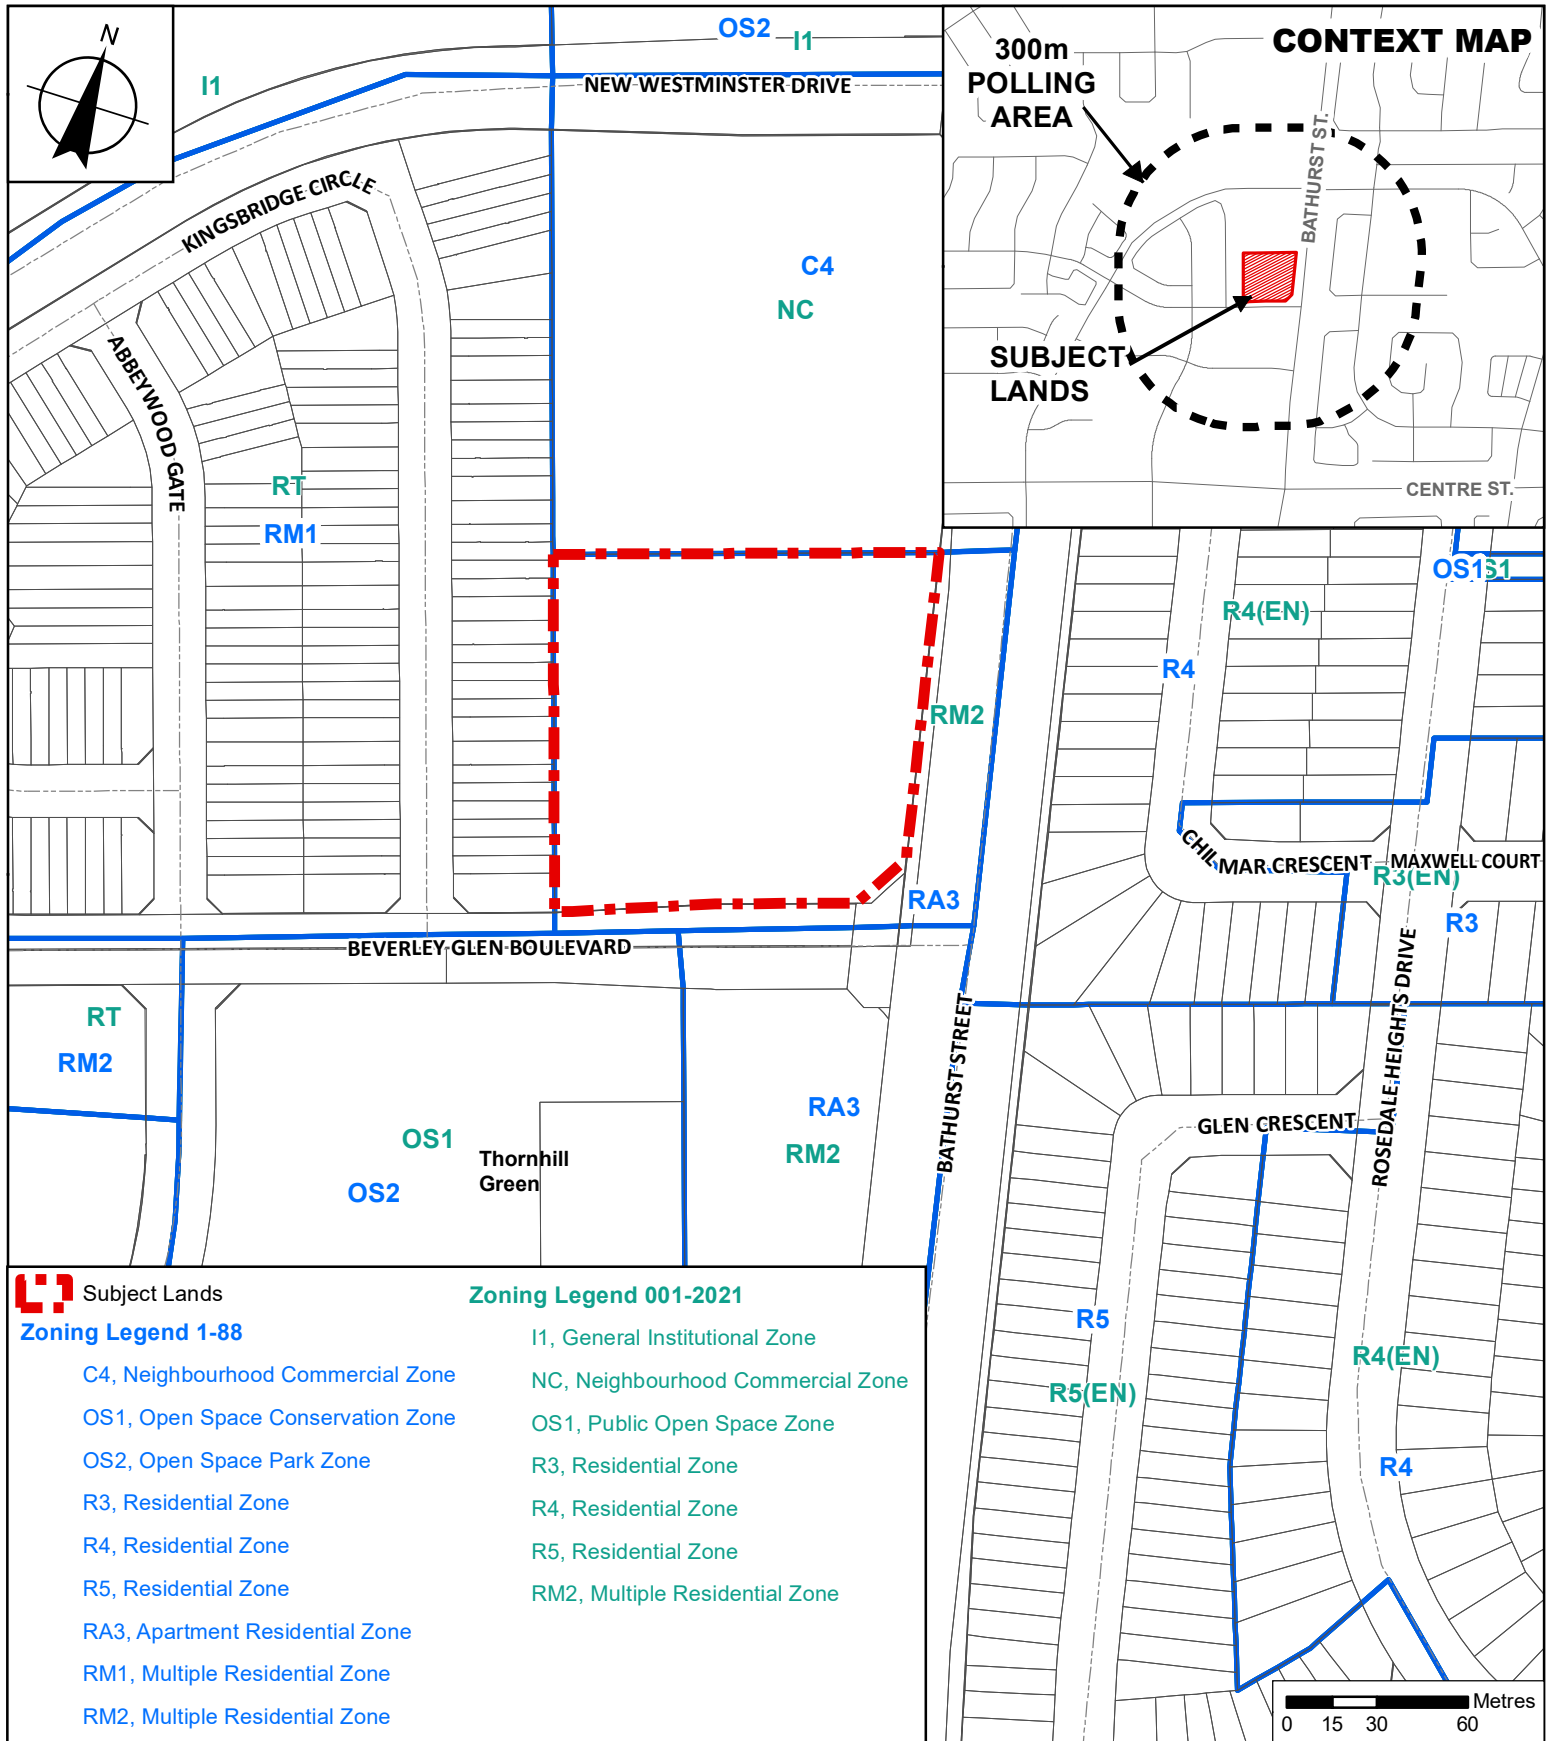 N
I1
OS2
I1
NEW WESTMINSTER DRIVE
CONTEXT MAP
300m
POLLING
AREA
BATHURST ST.
SUBJECT
LANDS
CENTRE ST.
KINGSBRIDGE CIRCLE
ABBEYWOOD GATE
C4
NC
RT
RM1
OS1
S1
R4(EN)
R4
RM2
CHIL
MAR CRESCENT
MAXWELL COURT
R3(EN)
RA3
R3
BEVERLEY GLEN BOULEVARD
RT
RM2
BATHURST STREET
ROSEDALE HEIGHTS DRIVE
RA3
RM2
GLEN CRESCENT
OS1
OS2
Thornhill
Green
R5
R4(EN)
R5(EN)
R4
Subject Lands
Zoning Legend 1-88
C4, Neighbourhood Commercial Zone
OS1, Open Space Conservation Zone
OS2, Open Space Park Zone
R3, Residential Zone
R4, Residential Zone
R5, Residential Zone
RA3, Apartment Residential Zone
RM1, Multiple Residential Zone
RM2, Multiple Residential Zone
Zoning Legend 001-2021
I1, General Institutional Zone
NC, Neighbourhood Commercial Zone
OS1, Public Open Space Zone
R3, Residential Zone
R4, Residential Zone
R5, Residential Zone
RM2, Multiple Residential Zone
Metres
0 15 30 60